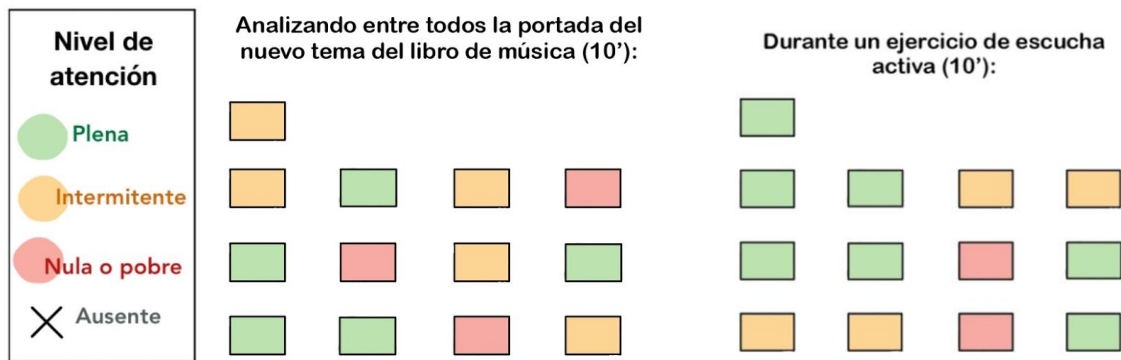 Nivel de
atención
Plena
Intermitente
Nula o pobre
Ausente
Analizando entre todos la portada del
nuevo tema del libro de música (10’):
Durante un ejercicio de escucha
activa (10’):